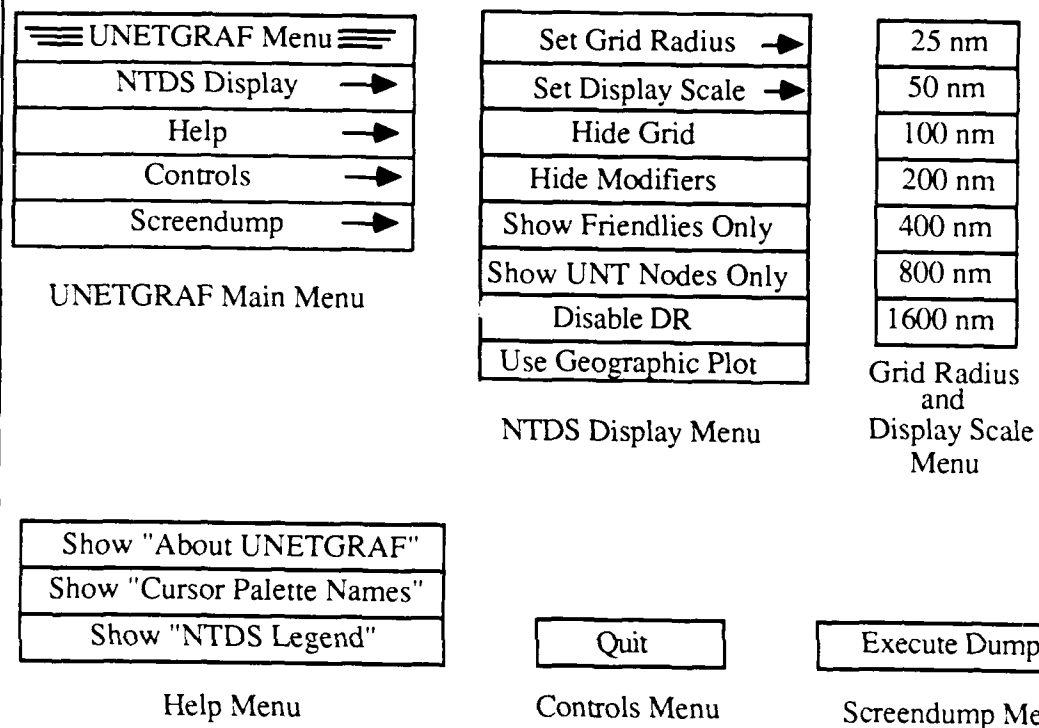 UNETGRAF Menu
NTDS Display
Help
Controls
Screendump
UNETGRAF Main Menu
Set Grid Radius
Set Display Scale
Hide Grid
Hide Modifiers
Show Friendlies Only
Show UNT Nodes Only
Disable DR
Use Geographic Plot
NTDS Display Menu
25 nm
50 nm
100 nm
200 nm
400 nm
800 nm
1600 nm
Grid Radius
and
Display Scale
Menu
Show "About UNETGRAF"
Show "Cursor Palette Names"
Show "NTDS Legend"
Help Menu
Quit
Controls Menu
Execute Dump
Screendump Me